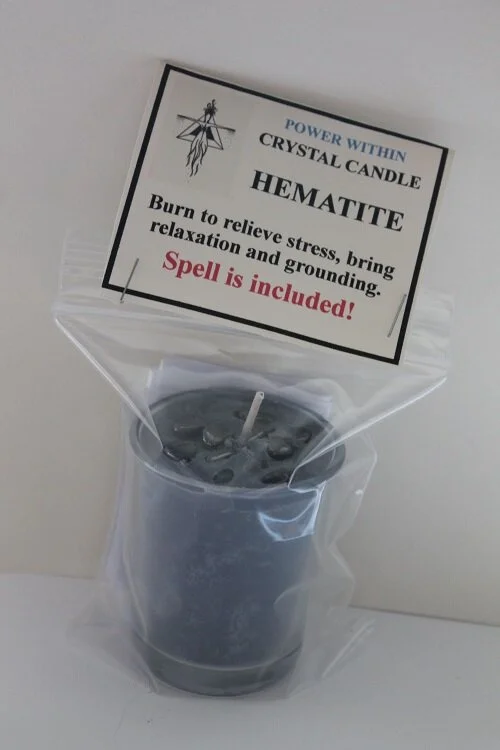 POWER WITHIN
CRYSTAL CANDLE
HEMATITE
Burn to relieve stress, bring
relaxation and grounding.
Spell is included!